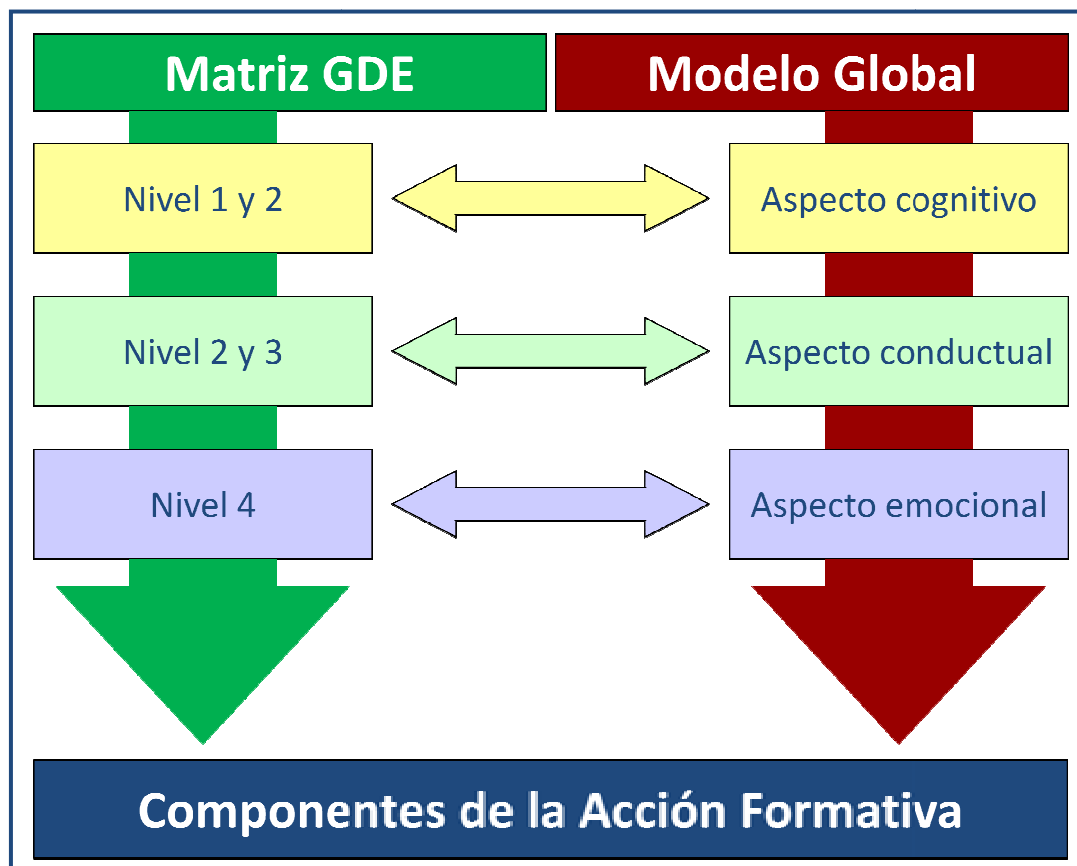 Matriz GDE
Modelo Global
Nivel 1 y 2
Aspecto cognitivo
Nivel 2 y 3
Aspecto conductual
Nivel 4
Aspecto emocional
Componentes de la Acción Formativa